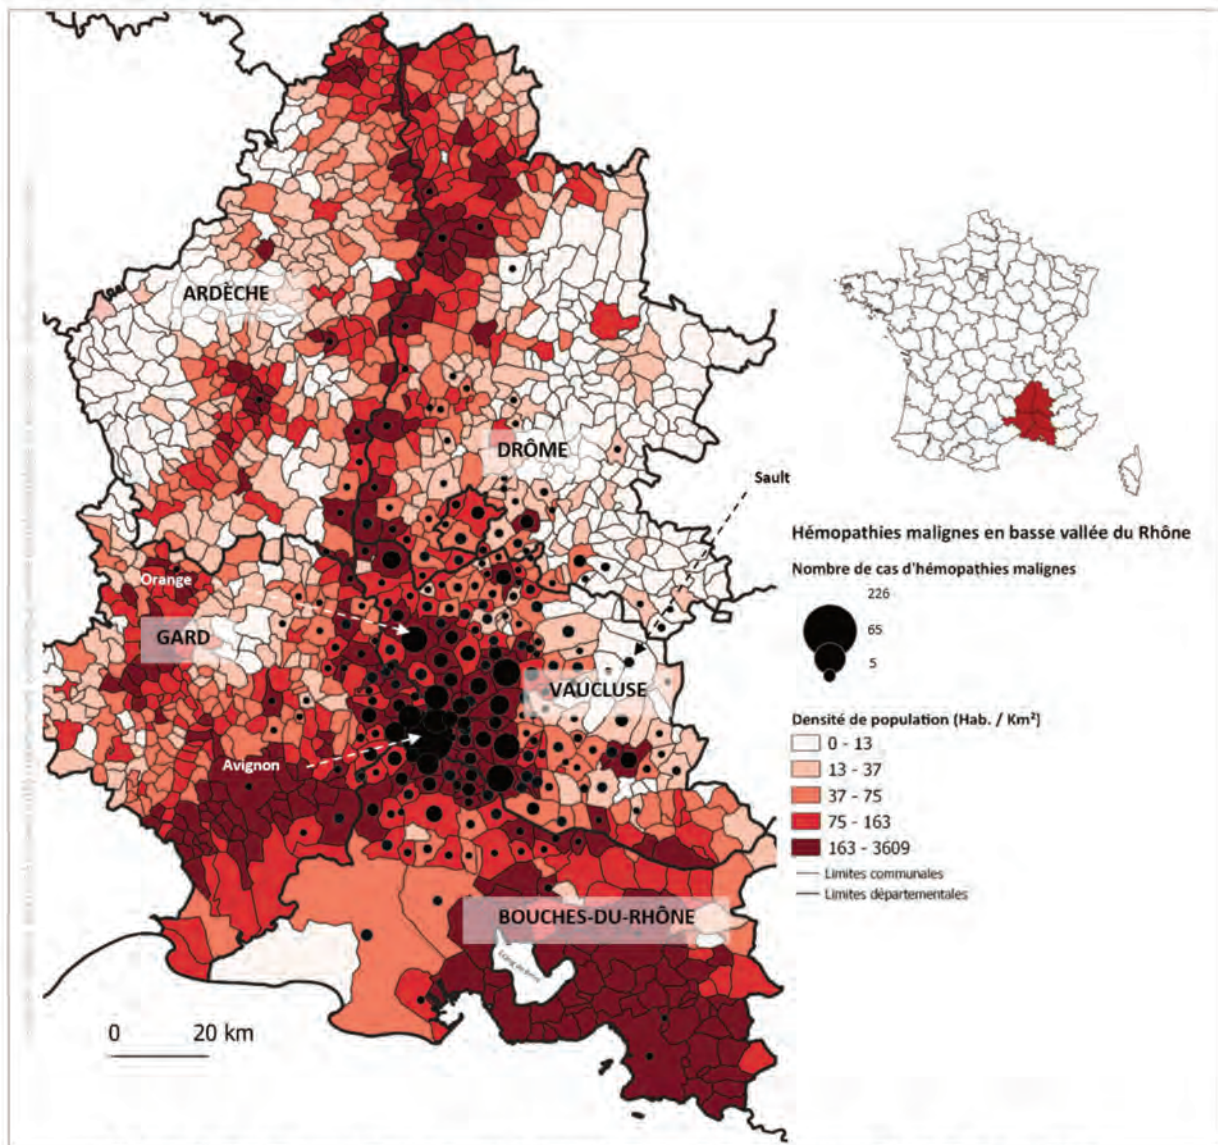 ARDÈCHE
DRÔME
Sault
Hémopathies malignes en basse vallée du Rhône
Nombre de cas d'hémopathies malignes
226
65
5
Orange
GARD
VAUCLUSE
Densité de population (Hab. / Km²)
0 - 13
13 - 37
37 - 75
75 - 163
163 - 3609
Avignon
Limites communales
Limites départementales
BOUCHES-DU-RHÔNE
0 20 km